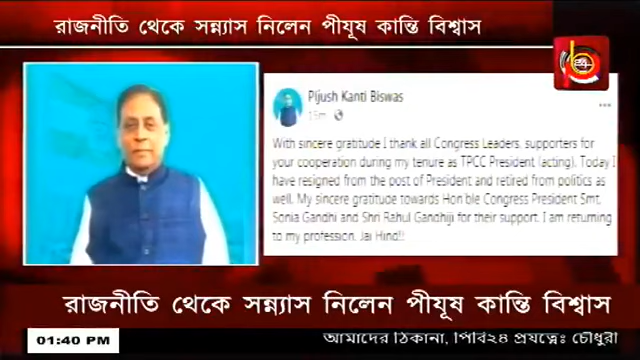 রাজনীতি থেকে সন্ন্যাস নিলেন পীযূষ কান্তি বিশ্বাস
24
Pijush Kanti Biswas
15m
With sincere gratitude I thank all Congress Leaders, supporters for
your cooperation during my tenure as TPCC President (acting). Today I
have resigned from the post of President and retired from politics as
well. My sincere gratitude towards Hon'ble Congress President Smt.
Sonia Gandhi and Shri Rahul Gandhiji for their support. I am returning
to my profession. Jai Hind!!
রাজনীতি থেকে সন্ন্যাস নিলেন পীযূষ কান্তি বিশ্বাস
01:40 PM
আমাদের ঠিকানা, পিবি২৪ প্রযত্নেঃ চৌধুরী